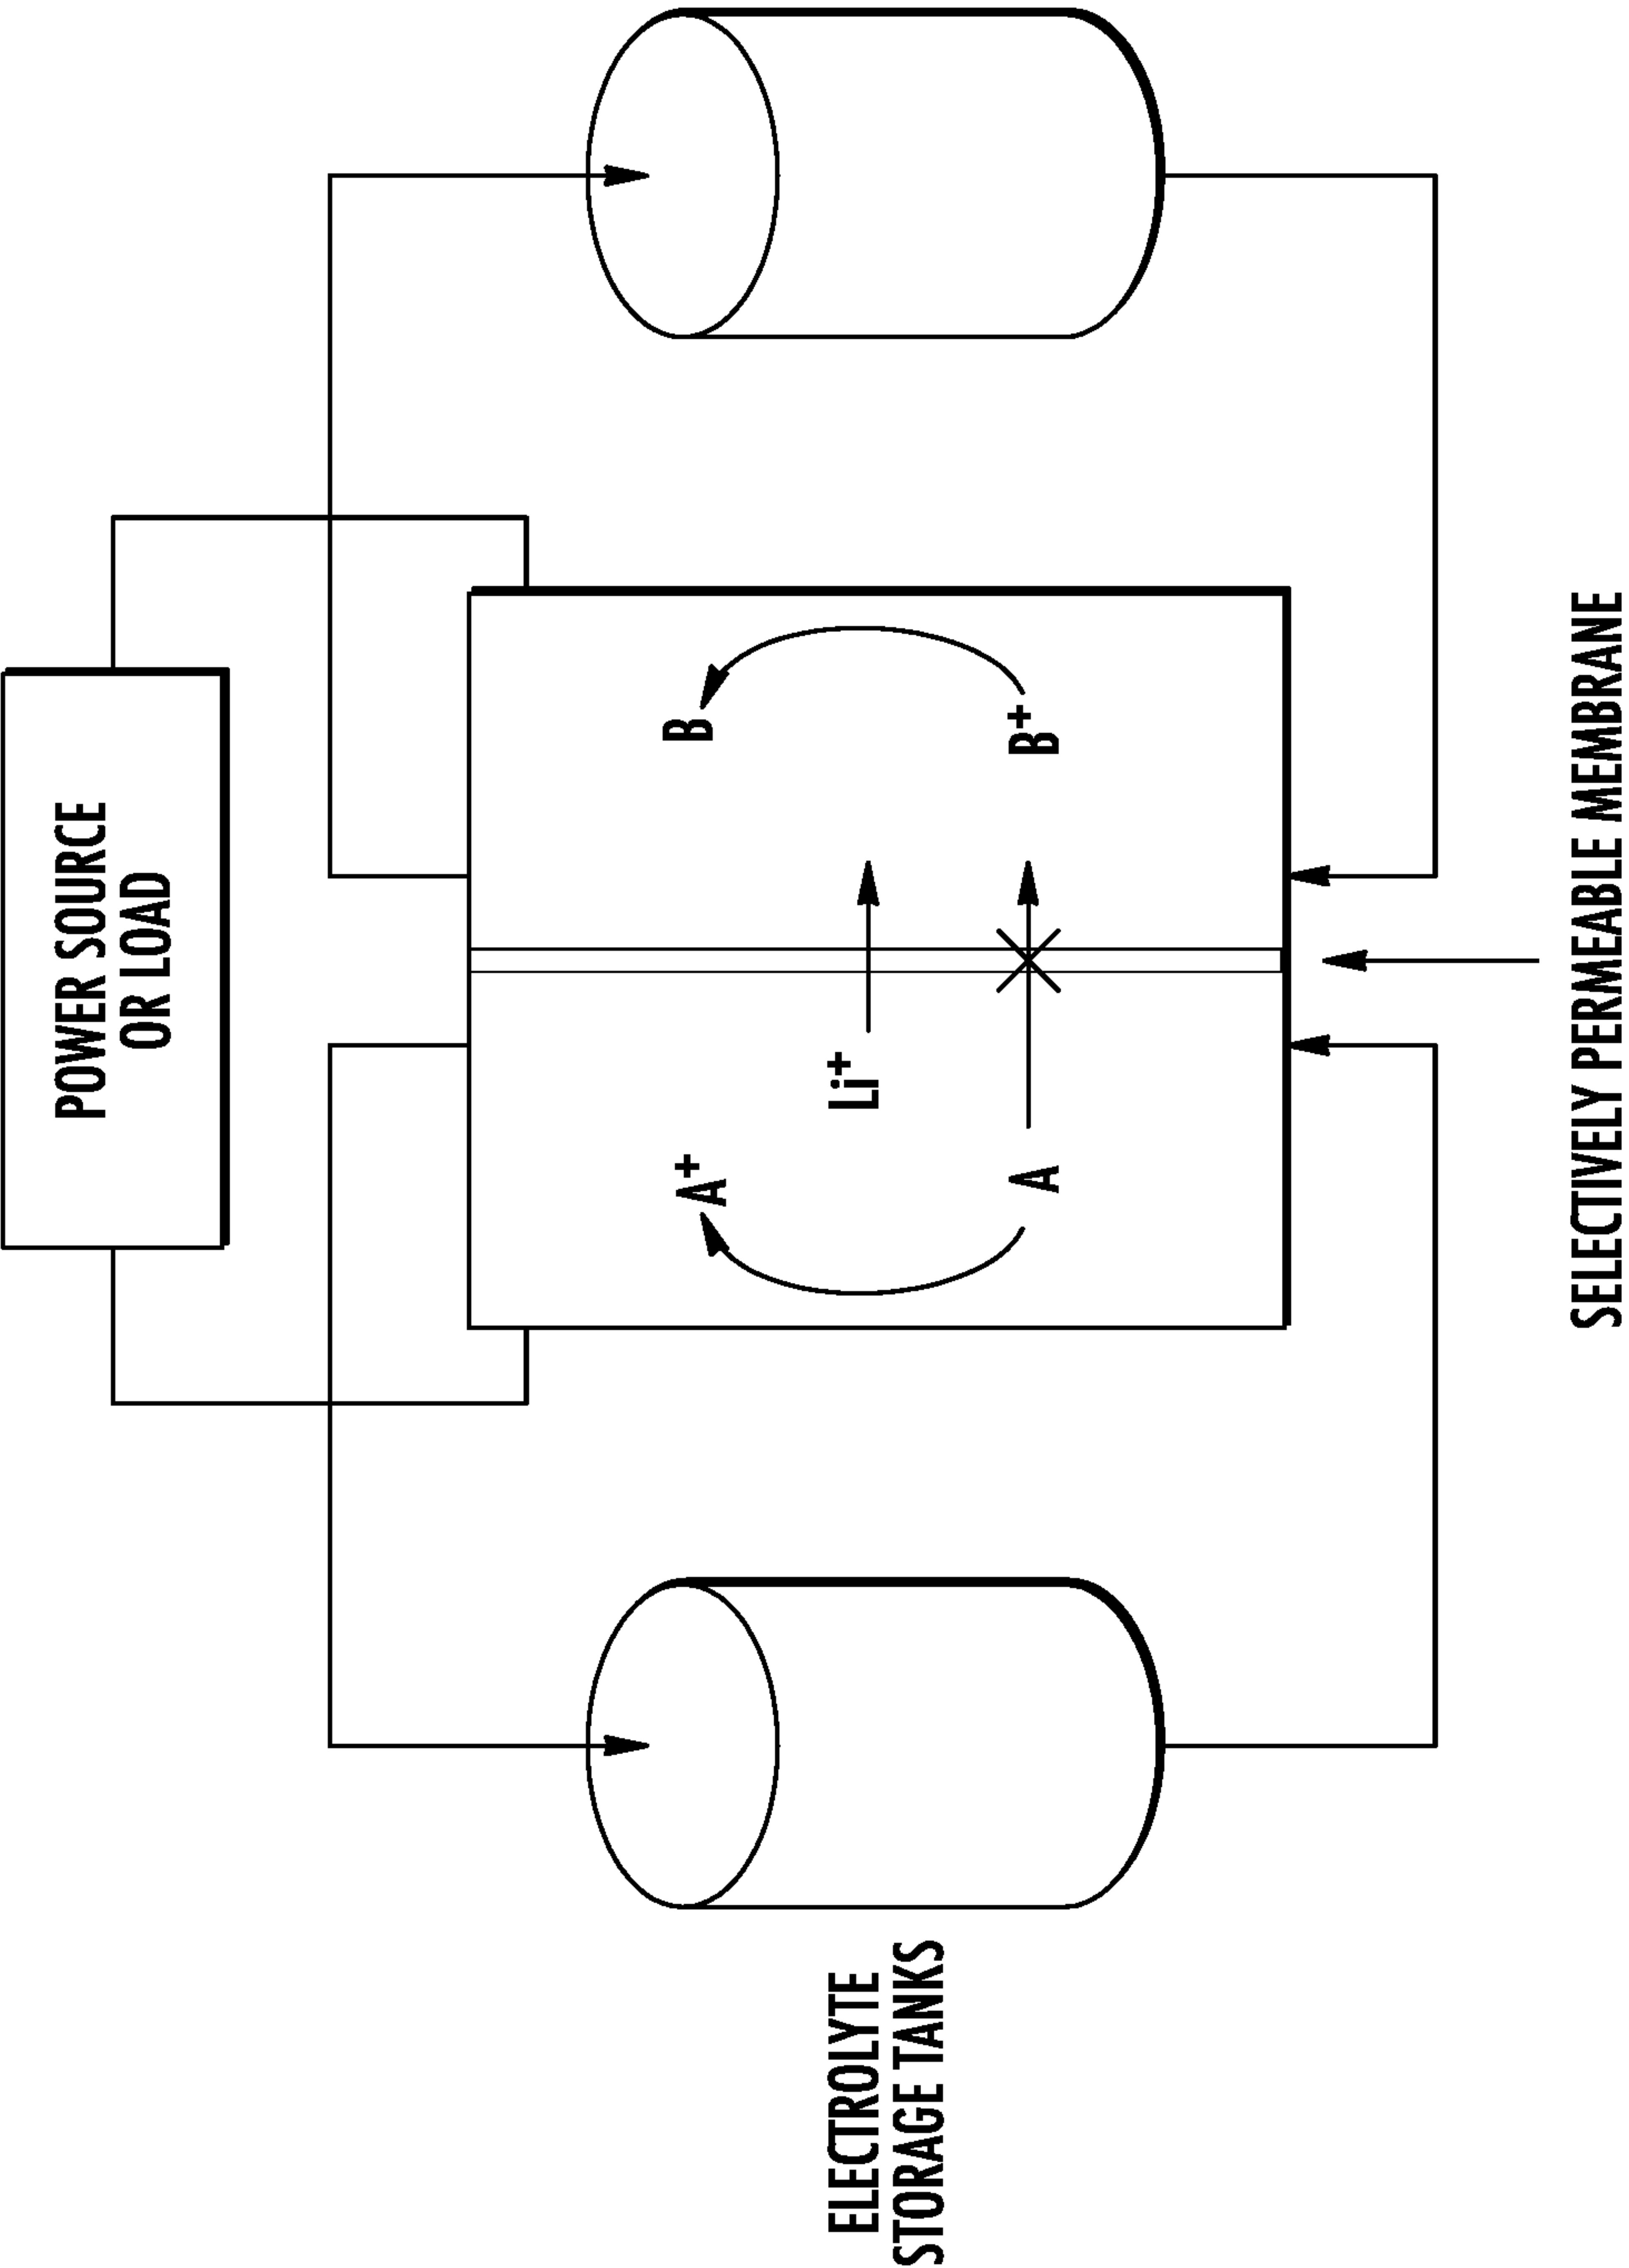 POWER SOURCE
OR LOAD
A⁺
B
Li⁺
A
B⁺
ELECTROLYTE
STORAGE TANKS
SELECTIVELY PERMEABLE MEMBRANE